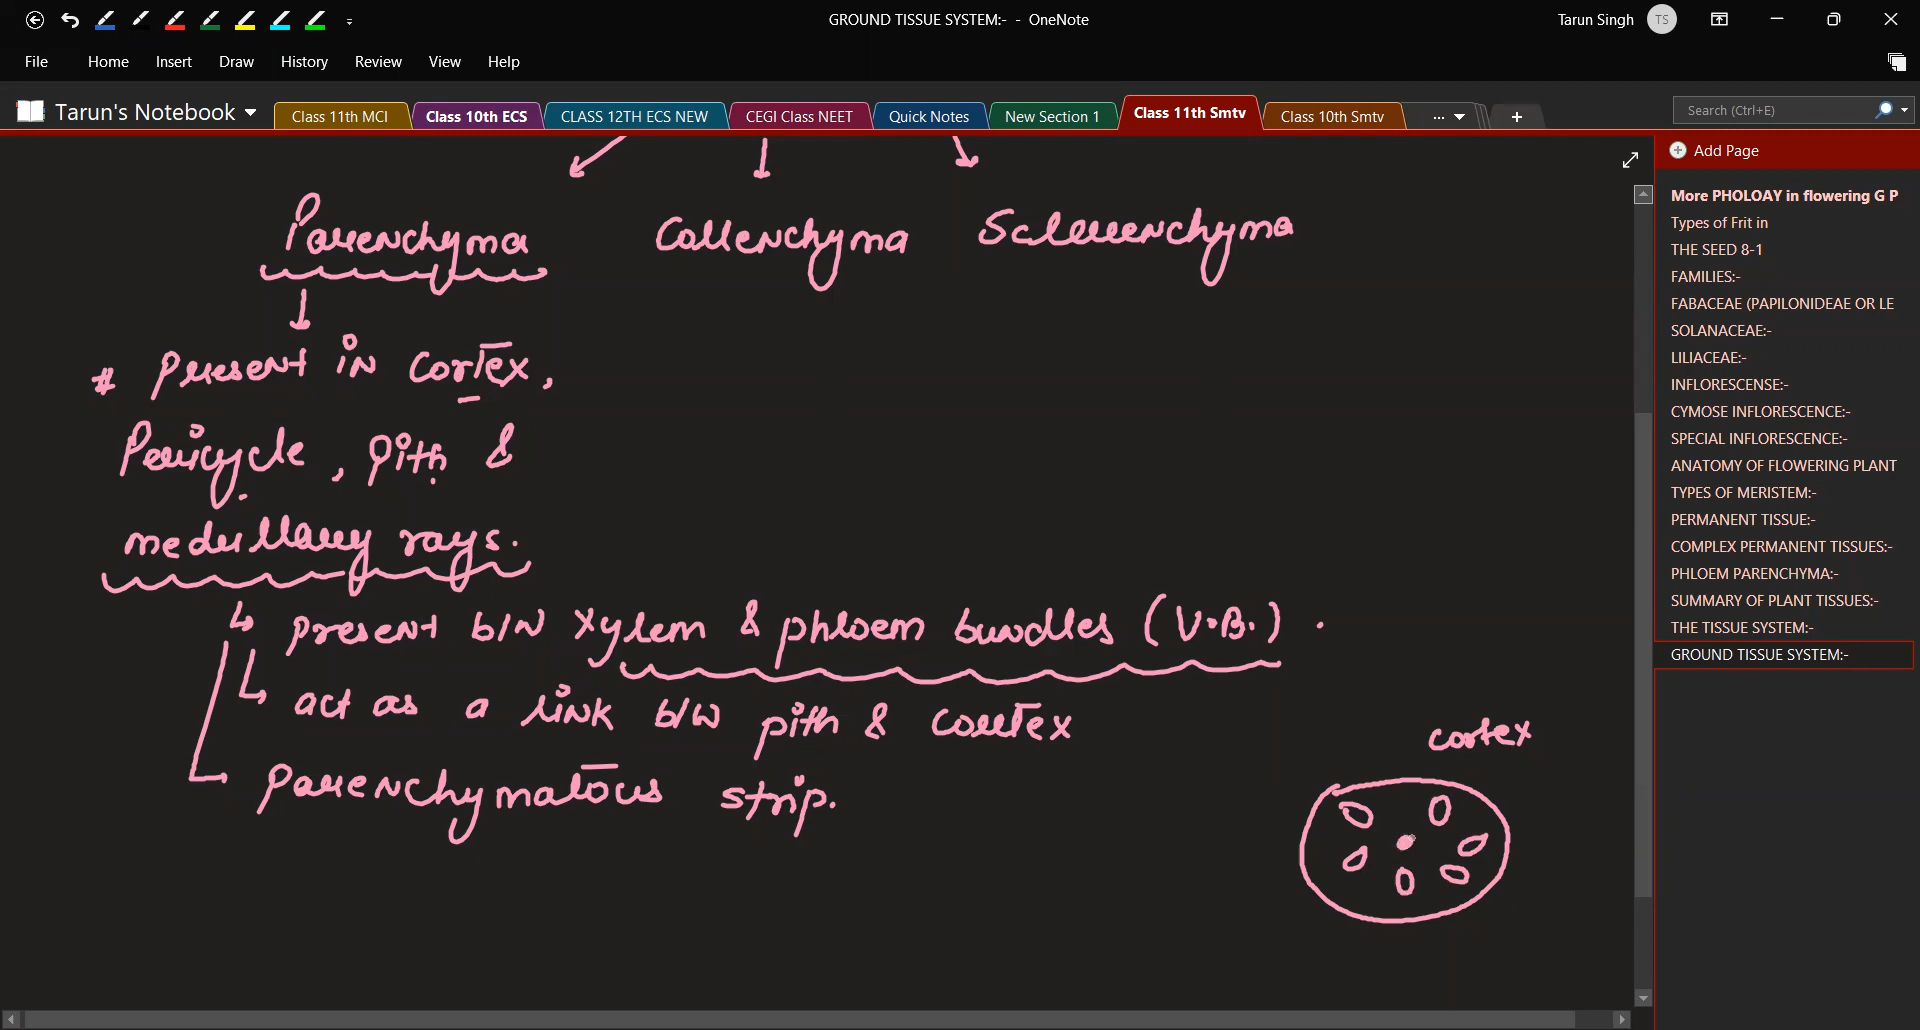 GROUND TISSUE SYSTEM:- - OneNote
Tarun Singh TS
File Home Insert Draw History Review View Help
Tarun's Notebook
Class 11th MCI Class 10th ECS CLASS 12TH ECS NEW CEGI Class NEET Quick Notes New Section 1 Class 11th Smtv Class 10th Smtv ... +
Search (Ctrl+E)
Add Page
More PHOLOAY in flowering G P
Types of Frit in
THE SEED 8-1
FAMILIES:-
FABACEAE (PAPILONIDEAE OR LE
SOLANACEAE:-
LILIACEAE:-
INFLORESCENSE:-
CYMOSE INFLORESCENCE:-
SPECIAL INFLORESCENCE:-
ANATOMY OF FLOWERING PLANT
TYPES OF MERISTEM:-
PERMANENT TISSUE:-
COMPLEX PERMANENT TISSUES:-
PHLOEM PARENCHYMA:-
SUMMARY OF PLANT TISSUES:-
THE TISSUE SYSTEM:-
GROUND TISSUE SYSTEM:-
Parenchyma Collenchyma Sclerenchyma
* present in cortex,
Pericycle, pith &
medullary rays.
present b/w xylem & phloem bundles (V.B.).
act as a link b/w pith & cortex
parenchymatous strip.
cortex